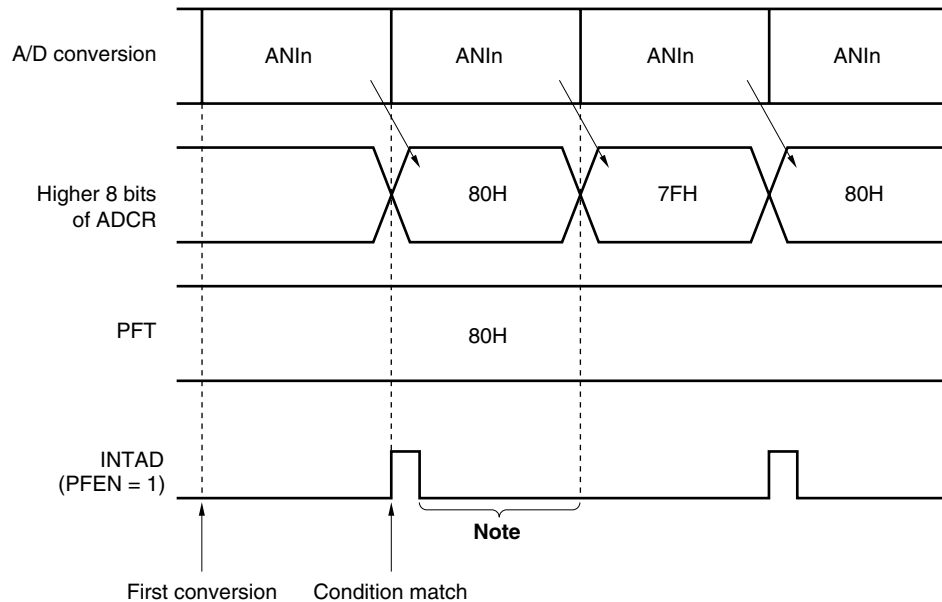 A/D conversion
ANIn ANIn ANIn ANIn
Higher 8 bits
of ADCR
80H 7FH 80H
PFT
80H
INTAD
(PFEN = 1)
Note
First conversion Condition match